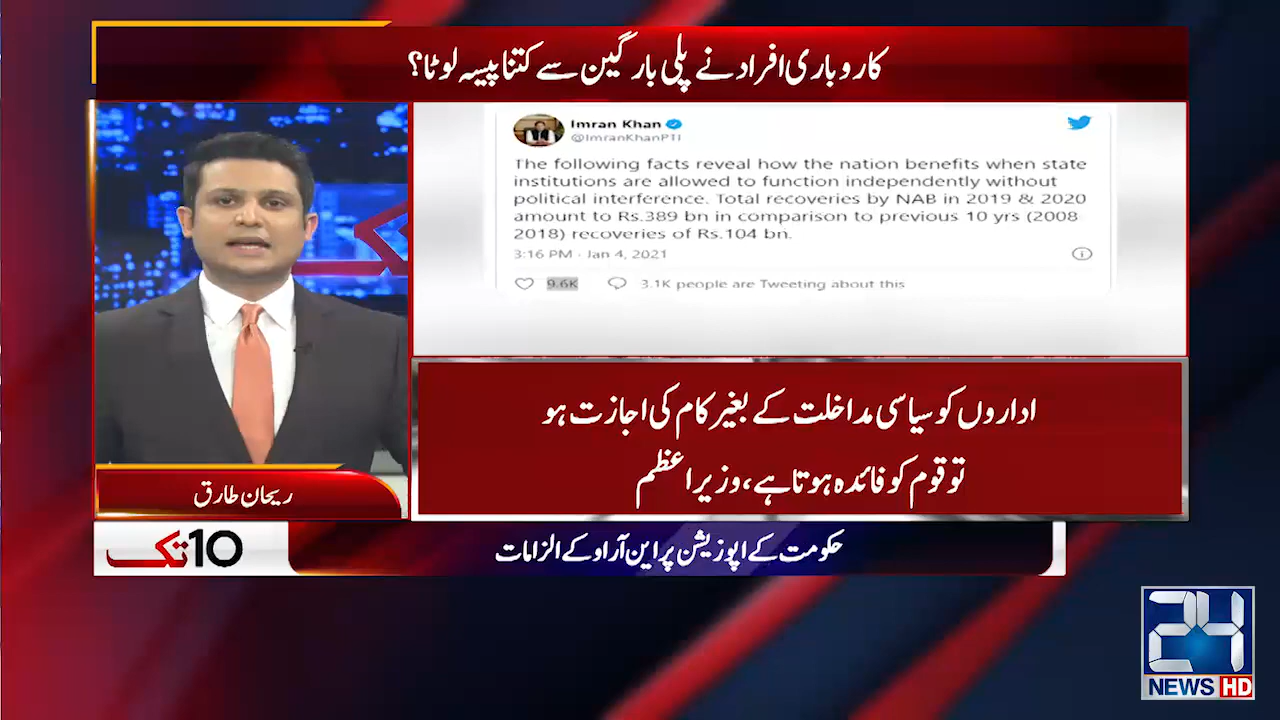 کاروباری افراد نے پلی بارگین سے کتنا پیسہ لوٹا؟
Imran Khan
@ImranKhanPTI
The following facts reveal how the nation benefits when state
institutions are allowed to function independently without
political interference. Total recoveries by NAB in 2019 & 2020
amount to Rs.389 bn in comparison to previous 10 yrs (2008
2018) recoveries of Rs.104 bn.
3:16 PM · Jan 4, 2021
9.6K 3.1K people are Tweeting about this
اداروں کو سیاسی مداخلت کے بغیر کام کی اجازت ہو
تو قوم کو فائدہ ہوتا ہے، وزیراعظم
ریحان طارق
10 تک
حکومت کے اپوزیشن پر این آر او کے الزامات
24
NEWS HD